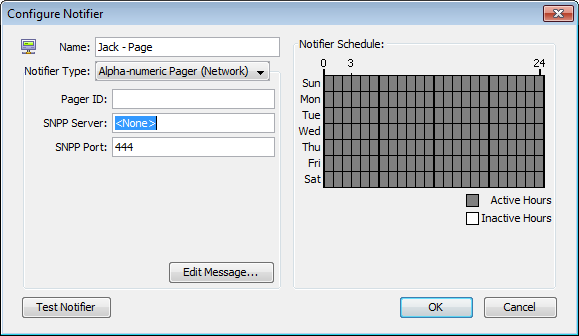 Configure Notifier
Name: Jack - Page
Notifier Type: Alpha-numeric Pager (Network)
Pager ID:
SNPP Server: <None>
SNPP Port: 444
Edit Message...
Notifier Schedule:
0 3 24
Sun
Mon
Tue
Wed
Thu
Fri
Sat
Active Hours
Inactive Hours
Test Notifier
OK
Cancel